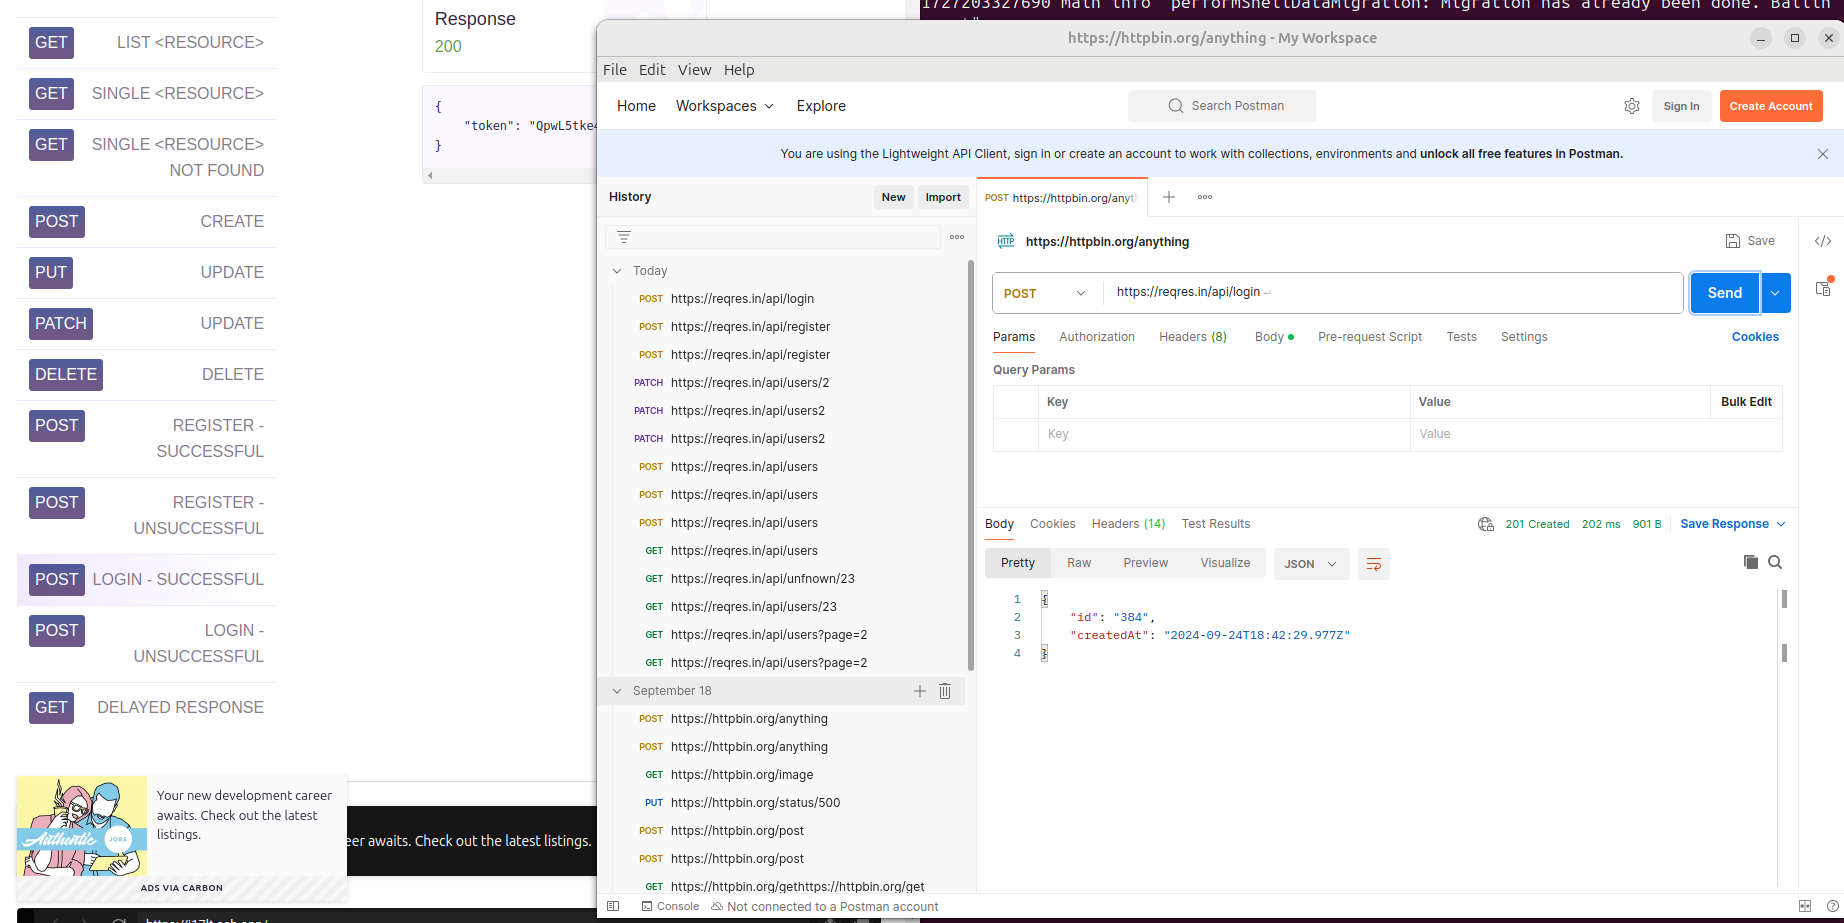 GET LIST <RESOURCE>
GET SINGLE <RESOURCE>
GET SINGLE <RESOURCE>
NOT FOUND
POST CREATE
PUT UPDATE
PATCH UPDATE
DELETE DELETE
POST REGISTER -
SUCCESSFUL
POST REGISTER -
UNSUCCESSFUL
POST LOGIN - SUCCESSFUL
POST LOGIN -
UNSUCCESSFUL
GET DELAYED RESPONSE
Your new development career
awaits. Check out the latest
listings.
Authentic JOBS
ADS VIA CARBON
eer awaits. Check out the latest listings.
Response
200
{
"token": "QpwL5tke4
}
1727203327690 Main info "performShellDataMigration: Migration has already been done. Bailin
https://httpbin.org/anything - My Workspace
File Edit View Help
Home Workspaces Explore
Search Postman
Sign In
Create Account
You are using the Lightweight API Client, sign in or create an account to work with collections, environments and unlock all free features in Postman.
History
New
Import
Today
POST https://reqres.in/api/login
POST https://reqres.in/api/register
POST https://reqres.in/api/register
PATCH https://reqres.in/api/users/2
PATCH https://reqres.in/api/users2
PATCH https://reqres.in/api/users2
POST https://reqres.in/api/users
POST https://reqres.in/api/users
POST https://reqres.in/api/users
GET https://reqres.in/api/users
GET https://reqres.in/api/unfnown/23
GET https://reqres.in/api/users/23
GET https://reqres.in/api/users?page=2
GET https://reqres.in/api/users?page=2
September 18
POST https://httpbin.org/anything
POST https://httpbin.org/anything
GET https://httpbin.org/image
PUT https://httpbin.org/status/500
POST https://httpbin.org/post
POST https://httpbin.org/post
GET https://httpbin.org/gethttps://httpbin.org/get
POST https://httpbin.org/anyth
HTTP https://httpbin.org/anything
Save
POST https://reqres.in/api/login
Send
Params Authorization Headers (8) Body Pre-request Script Tests Settings Cookies
Query Params
Key Value Bulk Edit
Key Value
Body Cookies Headers (14) Test Results
201 Created 202 ms 901 B Save Response
Pretty Raw Preview Visualize JSON
1 {
2 "id": "384",
3 "createdAt": "2024-09-24T18:42:29.977Z"
4 }
Console Not connected to a Postman account